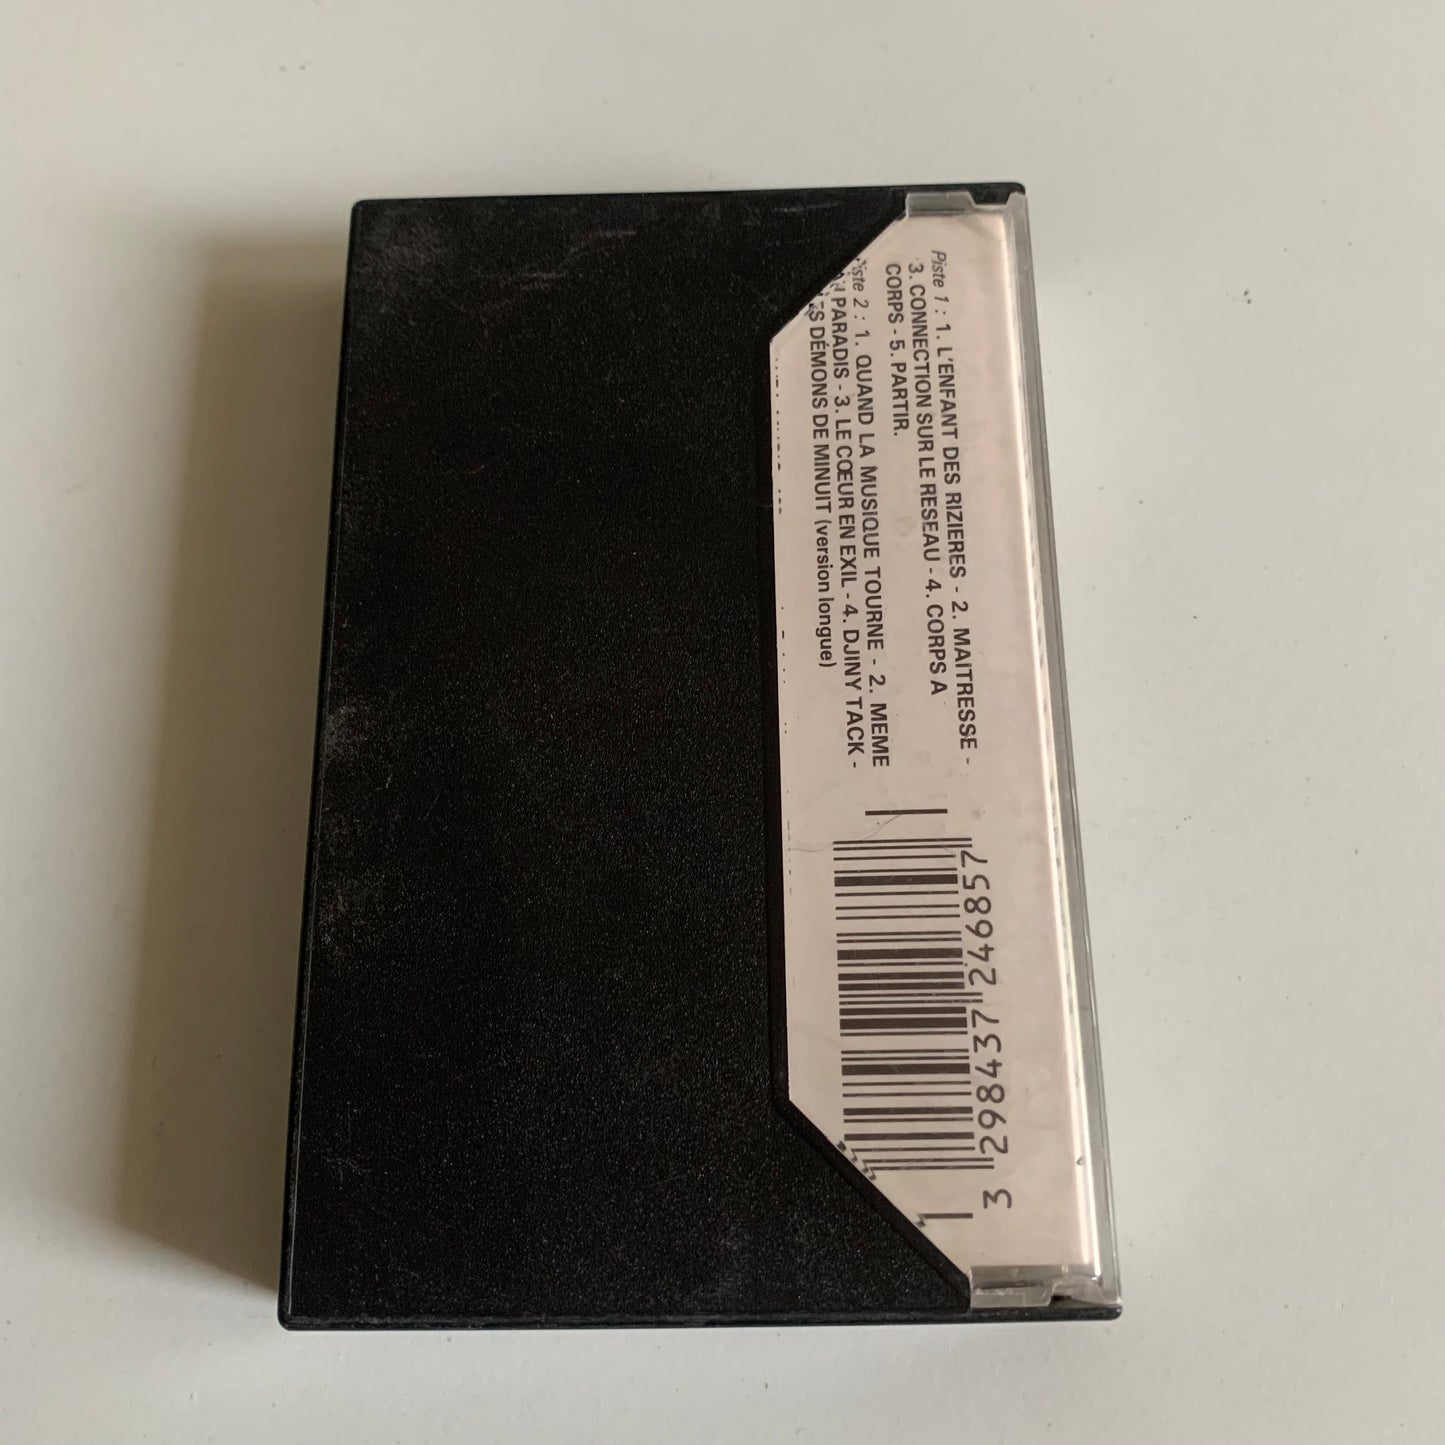 Piste 1 : 1. L'ENFANT DES RIZIERES - 2. MAITRESSE -
3. CONNECTION SUR LE RESEAU - 4. CORPS A
CORPS - 5. PARTIR.
Piste 2 : 1. QUAND LA MUSIQUE TOURNE - 2. MEME
PARADIS - 3. LE CŒUR EN EXIL - 4. DJINY TACK -
DÉMONS DE MINUIT (version longue)
3 298437 246857